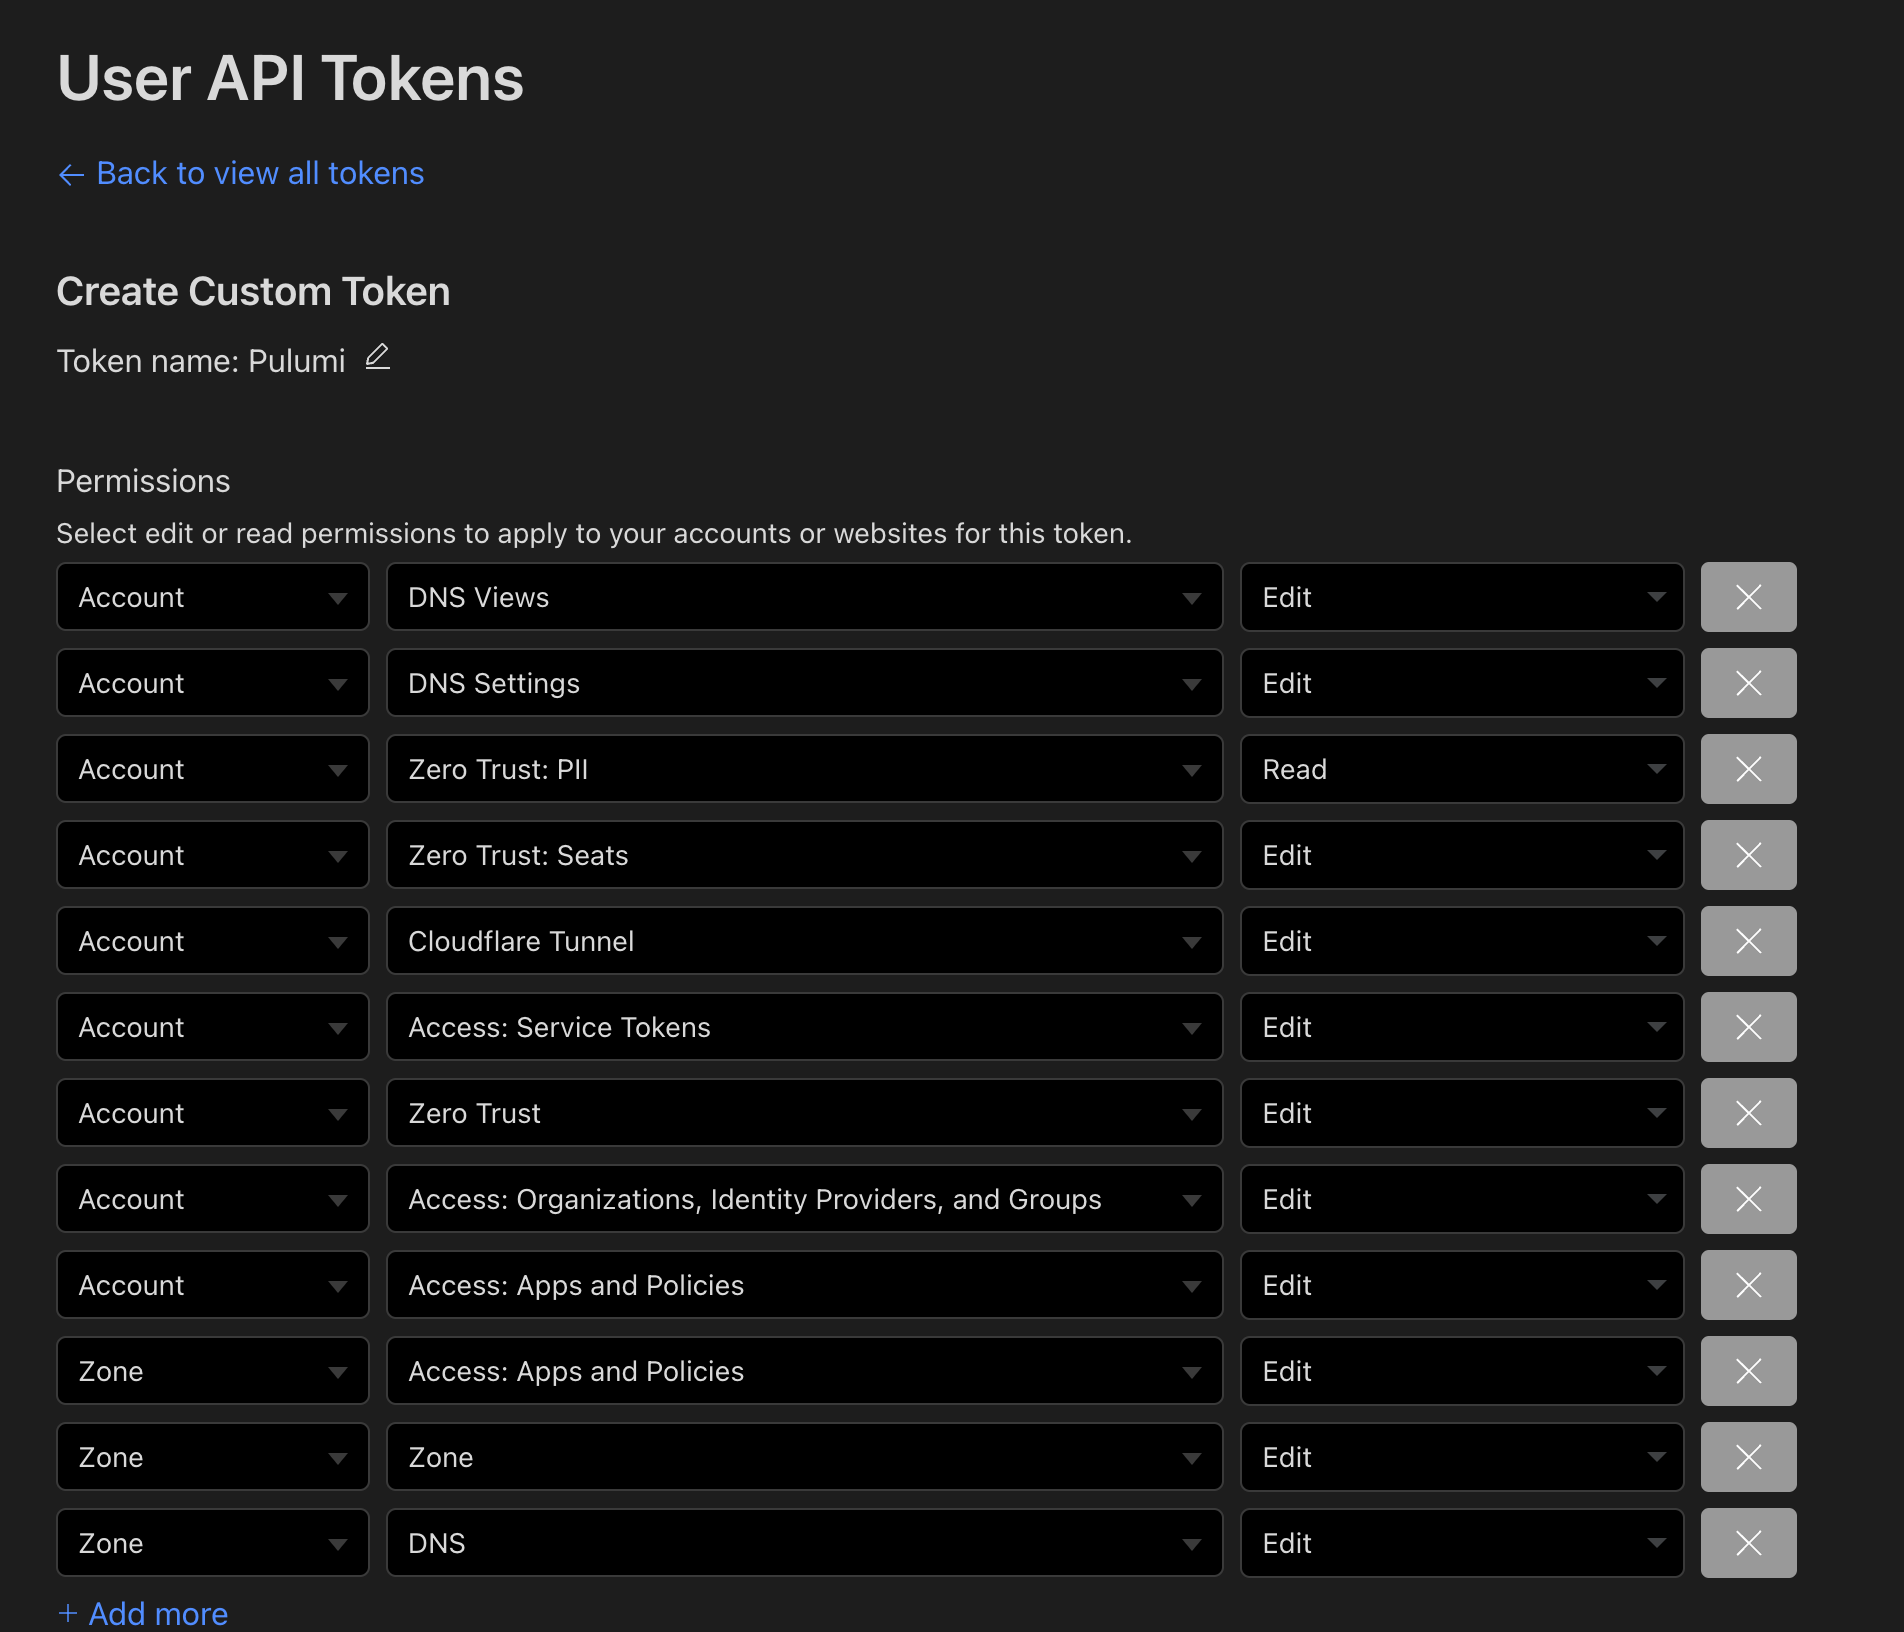 User API Tokens
← Back to view all tokens
Create Custom Token
Token name: Pulumi
Permissions
Select edit or read permissions to apply to your accounts or websites for this token.
Account DNS Views Edit
Account DNS Settings Edit
Account Zero Trust: PII Read
Account Zero Trust: Seats Edit
Account Cloudflare Tunnel Edit
Account Access: Service Tokens Edit
Account Zero Trust Edit
Account Access: Organizations, Identity Providers, and Groups Edit
Account Access: Apps and Policies Edit
Zone Access: Apps and Policies Edit
Zone Zone Edit
Zone DNS Edit
+ Add more